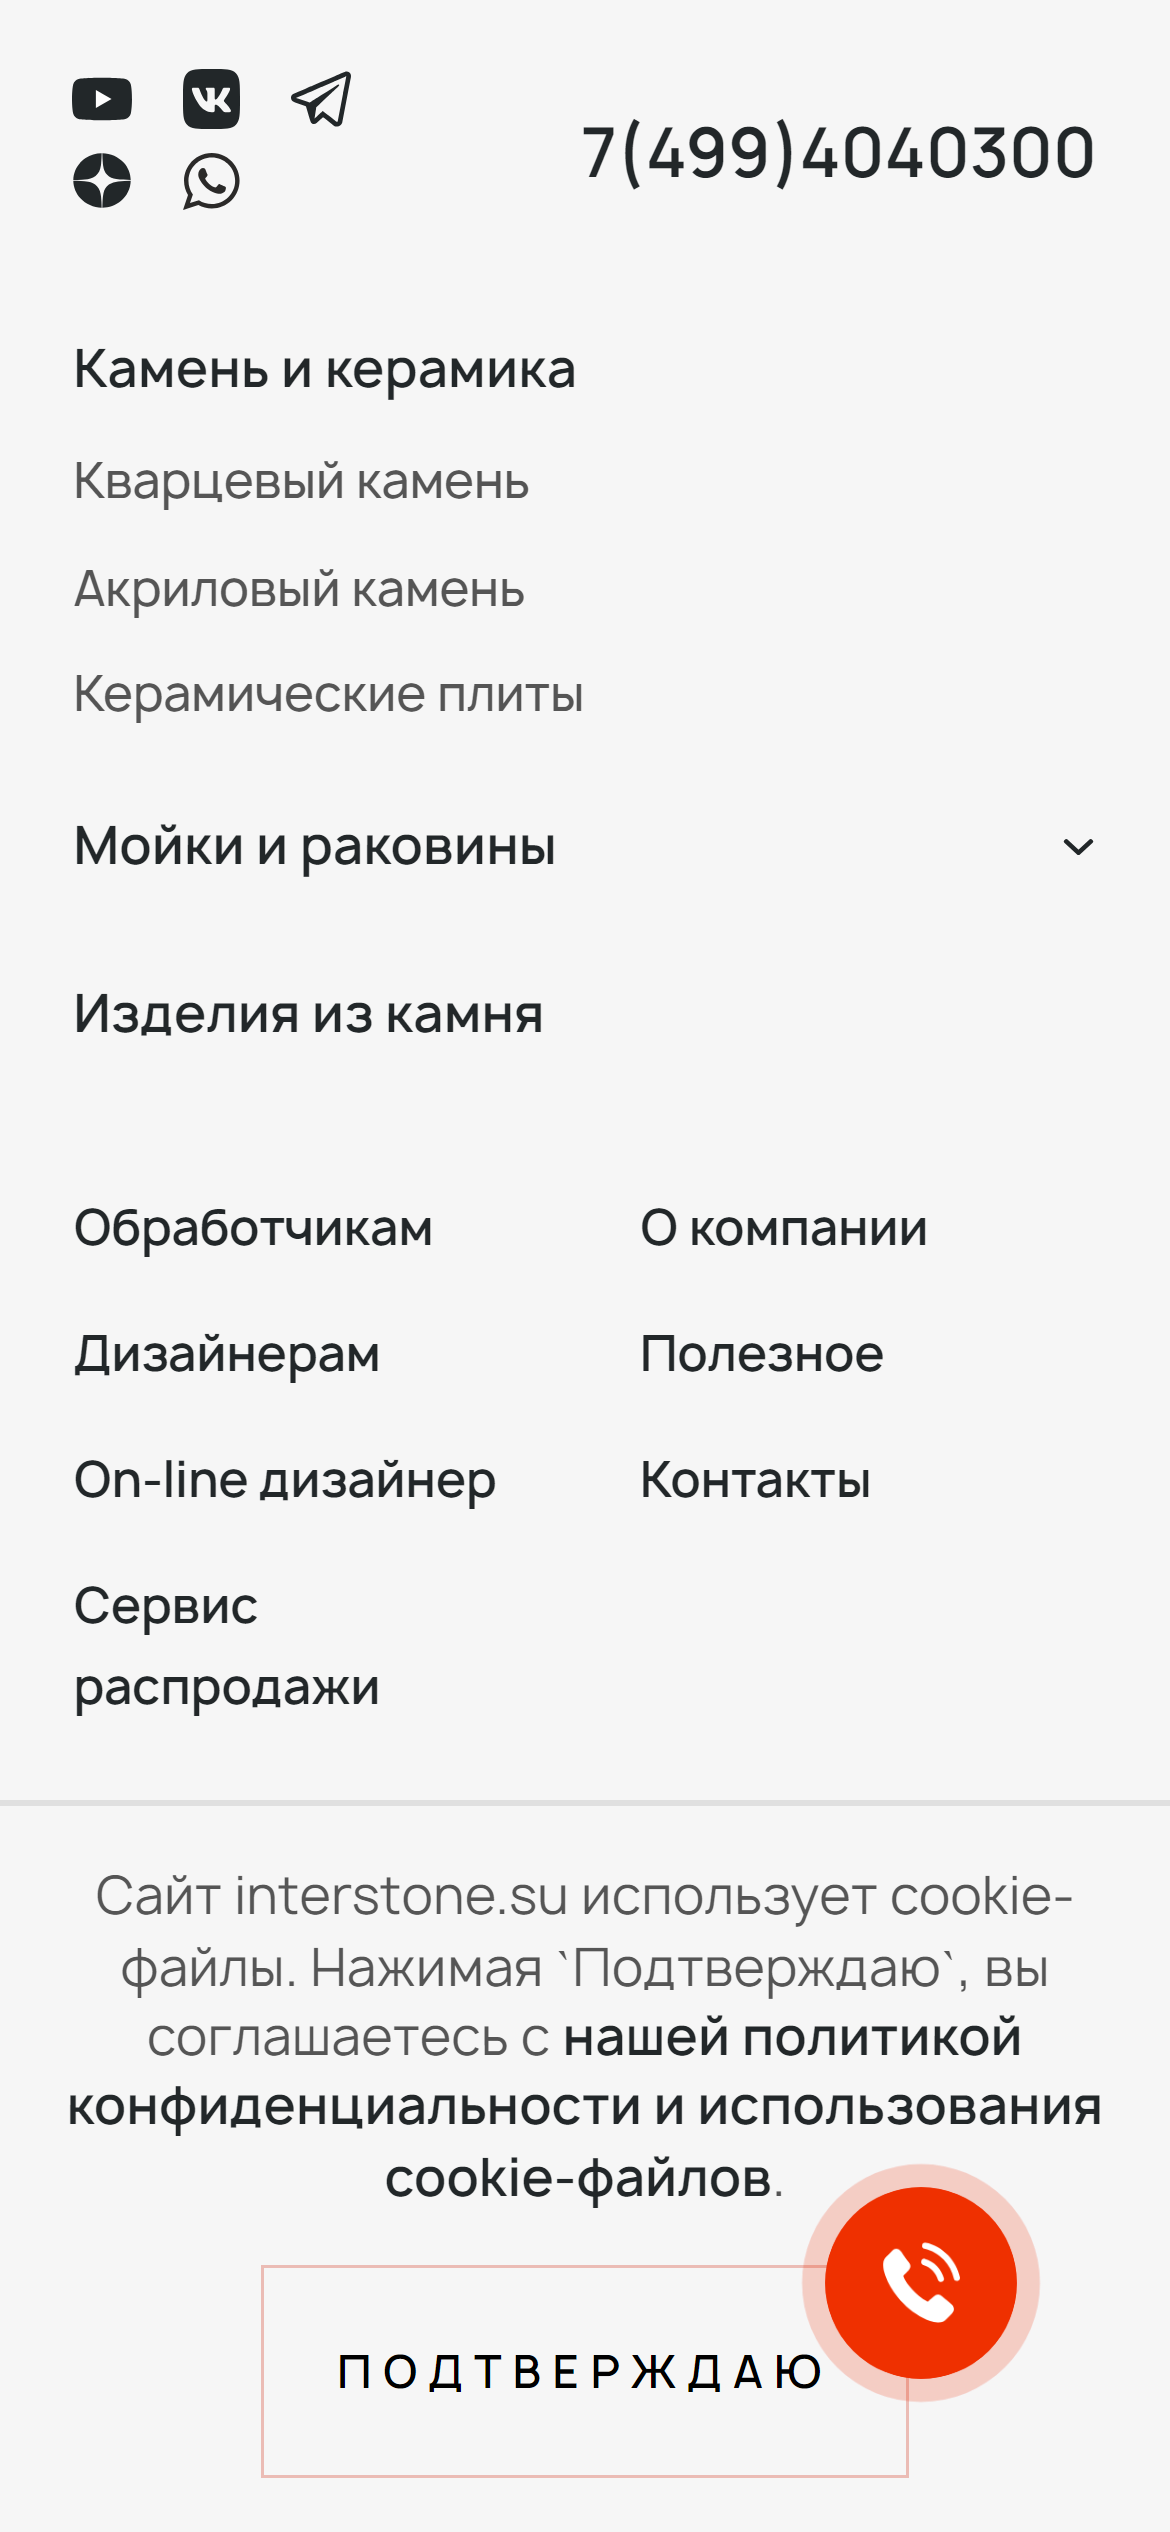 7(499)4040300
Камень и керамика
Кварцевый камень
Акриловый камень
Керамические плиты
Мойки и раковины
Изделия из камня
Обработчикам
О компании
Дизайнерам
Полезное
On-line дизайнер
Контакты
Сервис
распродажи
Сайт interstone.su использует cookie-
файлы. Нажимая `Подтверждаю`, вы
соглашаетесь с нашей политикой
конфиденциальности и использования
cookie-файлов.
ПОДТВЕРЖДАЮ